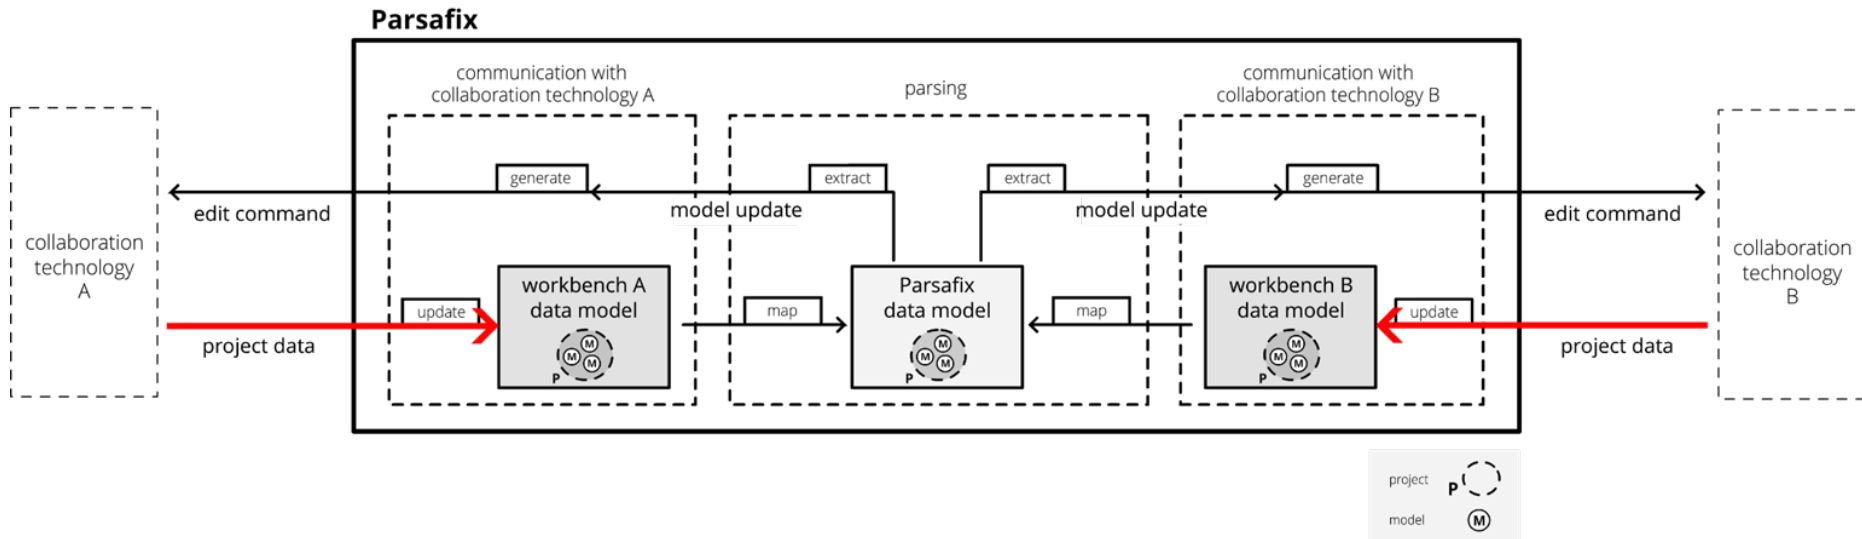 Parsafix
communication with
collaboration technology A
parsing
communication with
collaboration technology B
generate
extract
extract
generate
edit command
model update
model update
edit command
collaboration
technology
A
collaboration
technology
B
workbench A
data model
Parsafix
data model
workbench B
data model
update
map
map
update
project data
project data
M
M
M
P
M
M
M
P
M
M
M
P
project
P
model
M